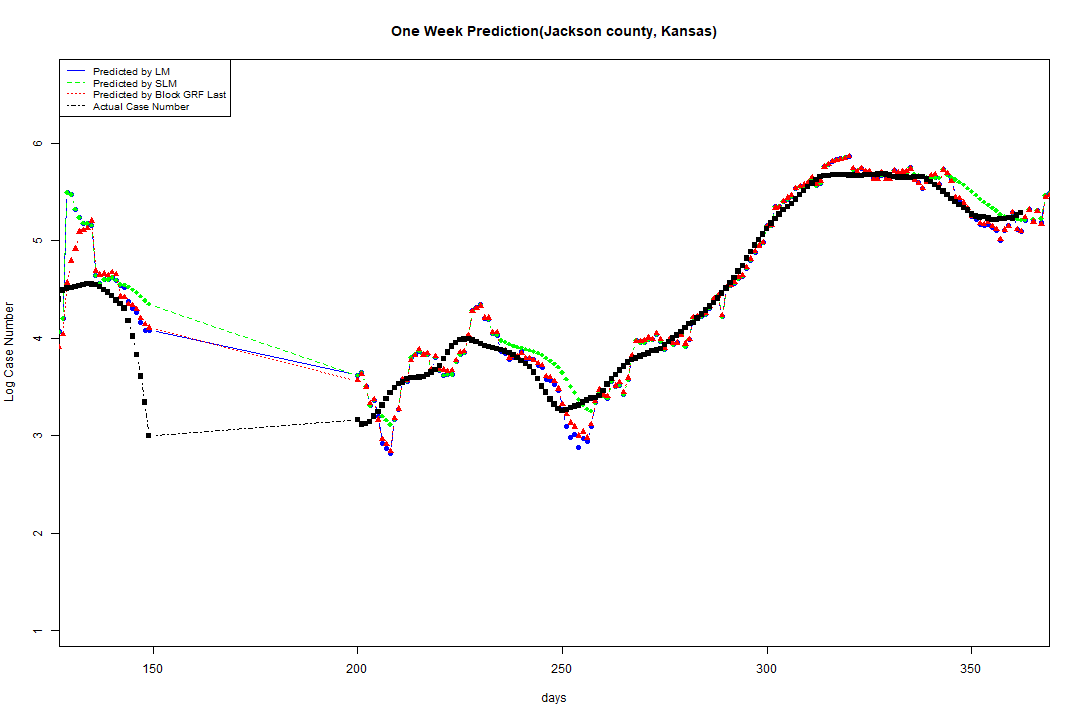 One Week Prediction(Jackson county, Kansas)
Predicted by LM
Predicted by SLM
Predicted by Block GRF Last
Actual Case Number
Log Case Number
6
5
4
3
2
1
150 200 250 300 350
days